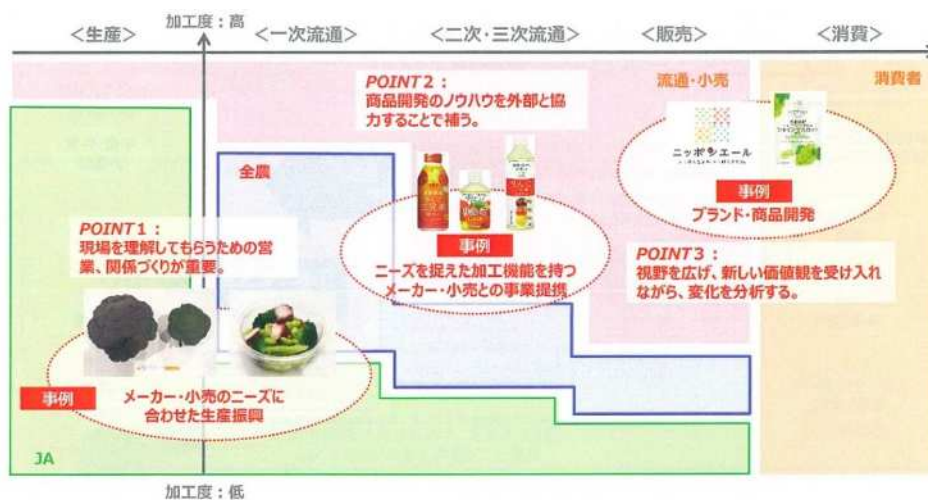 加工度：高
＜生産＞
＜一次流通＞
＜二次・三次流通＞
＜販売＞
＜消費＞
POINT2：
商品開発のノウハウを外部と協
力することで補う。
流通・小売
消費者
ニッポンエール
全農
事例
ブランド・商品開発
POINT1：
現場を理解してもらうための営
業、関係づくりが重要。
事例
ニーズを捉えた加工機能を持つ
メーカー・小売との事業提携
POINT3：
視野を広げ、新しい価値観を受け入れ
ながら、変化を分析する。
事例
メーカー・小売のニーズに
合わせた生産振興
JA
加工度：低